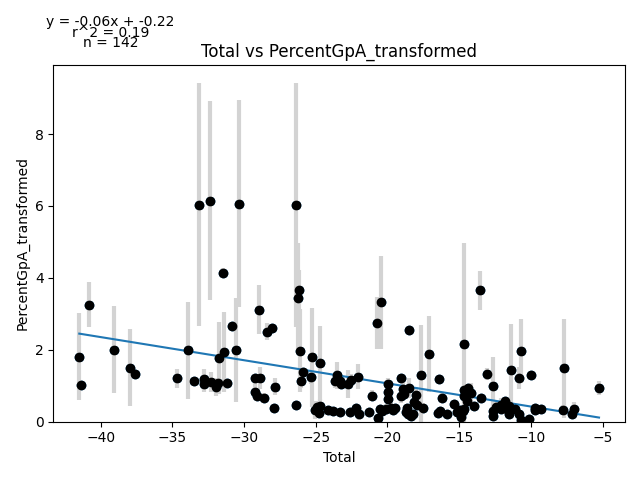 y = -0.06x + -0.22
r^2 = 0.19
n = 142
Total vs PercentGpA_transformed
PercentGpA_transformed
8
6
4
2
0
−40
−35
−30
−25
−20
−15
−10
−5
Total